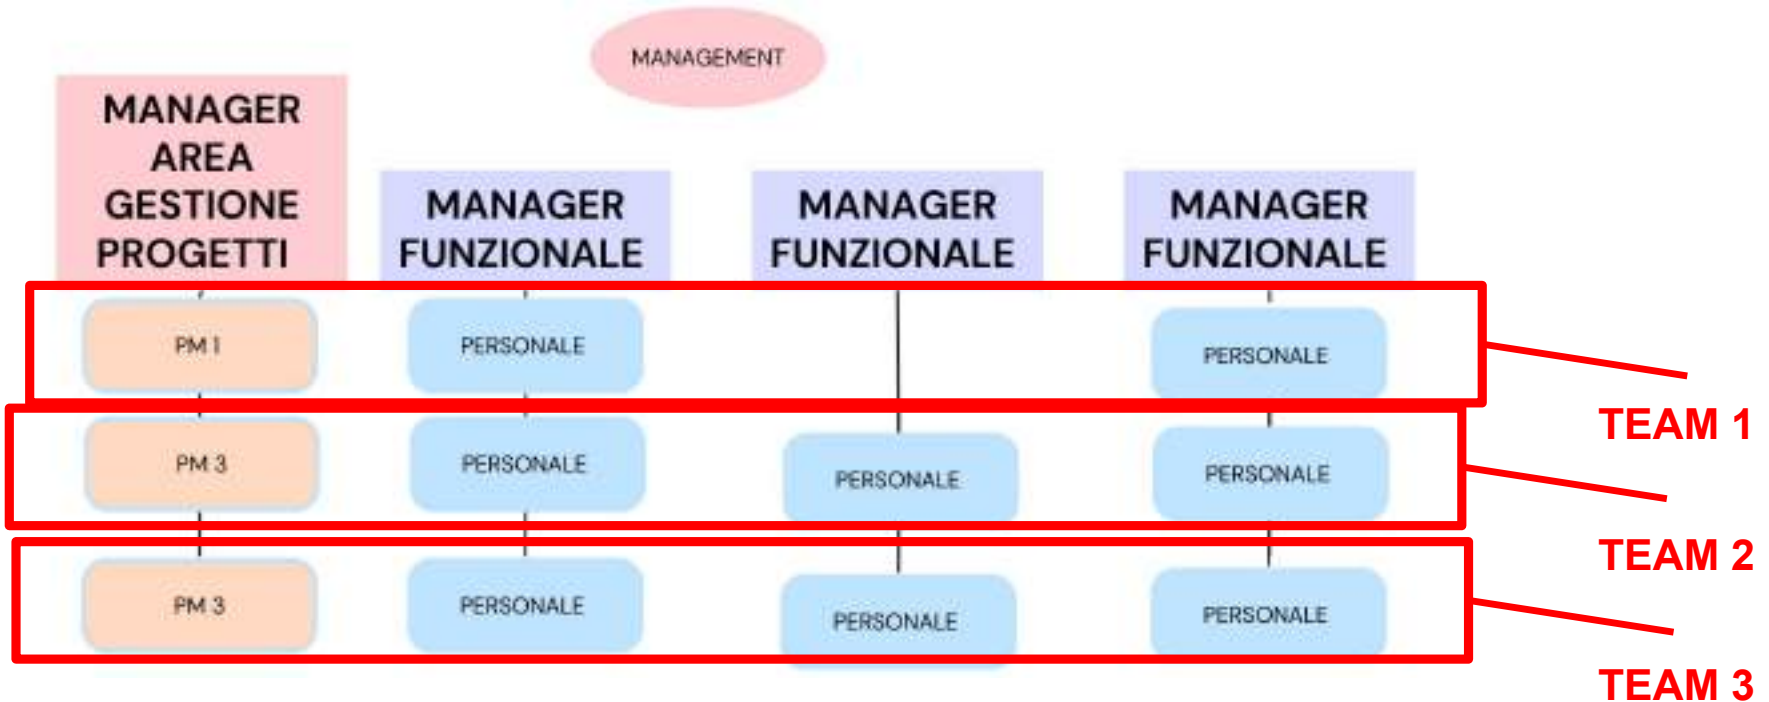 MANAGEMENT
MANAGER
AREA
GESTIONE
PROGETTI
MANAGER
FUNZIONALE
MANAGER
FUNZIONALE
MANAGER
FUNZIONALE
PM 1
PERSONALE
PERSONALE
TEAM 1
PM 3
PERSONALE
PERSONALE
PERSONALE
TEAM 2
PM 3
PERSONALE
PERSONALE
PERSONALE
TEAM 3